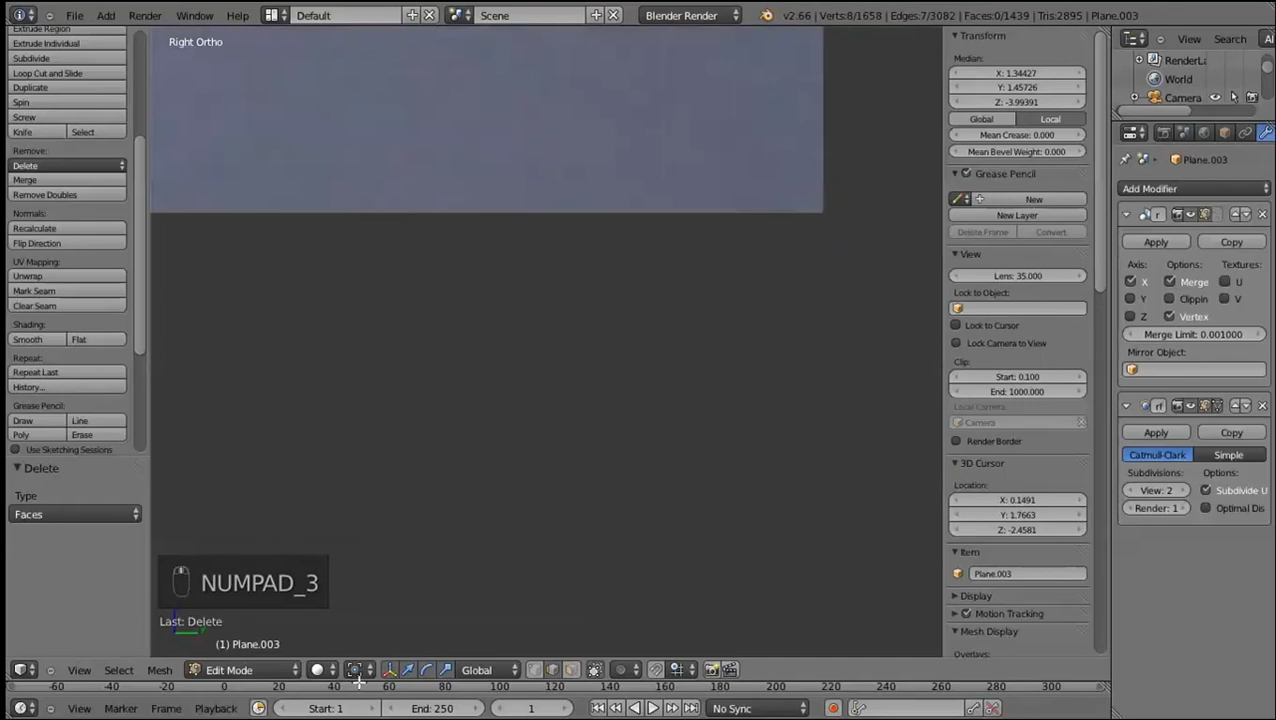 File Add Render Window Help Default Scene Blender Render v2.66 | Verts:8/1658 | Edges:7/3082 | Faces:0/1439 | Tris:2895 | Plane.003
Extrude Region
Extrude Individual
Subdivide
Loop Cut and Slide
Duplicate
Spin
Screw
Knife Select
Remove:
Delete
Merge
Remove Doubles
Normals:
Recalculate
Flip Direction
UV Mapping:
Unwrap
Mark Seam
Clear Seam
Shading:
Smooth Flat
Repeat:
Repeat Last
History...
Grease Pencil:
Draw Line
Poly Erase
Use Sketching Sessions
Delete
Type
Faces
Right Ortho
NUMPAD_3
Last: Delete
(1) Plane.003
Transform
Median:
X: 1.34427
Y: 1.45726
Z: -3.99391
Global Local
Mean Crease: 0.000
Mean Bevel Weight: 0.000
Grease Pencil
New
New Layer
Delete Frame Convert
View
Lens: 35.000
Lock to Object:
Lock to Cursor
Lock Camera to View
Clip:
Start: 0.100
End: 1000.000
Local Camera:
Camera
Render Border
3D Cursor
Location:
X: 0.1491
Y: 1.7663
Z: -2.4581
Item
Plane.003
Display
Motion Tracking
Mesh Display
Overlays:
View Search Al
RenderLa
World
Camera
Plane.003
Add Modifier
r
Apply Copy
Axis: Options: Textures:
X Merge U
Y Clippin V
Z Vertex
Merge Limit: 0.001000
Mirror Object:
rf
Apply Copy
Catmull-Clark Simple
Subdivisions: Options:
View: 2 Subdivide U
Render: 1 Optimal Dis
View Select Mesh Edit Mode Global
-60 -40 -20 0 20 40 60 80 100 120 140 160 180 200 220 240 260 280 300
View Marker Frame Playback Start: 1 End: 250 1 No Sync